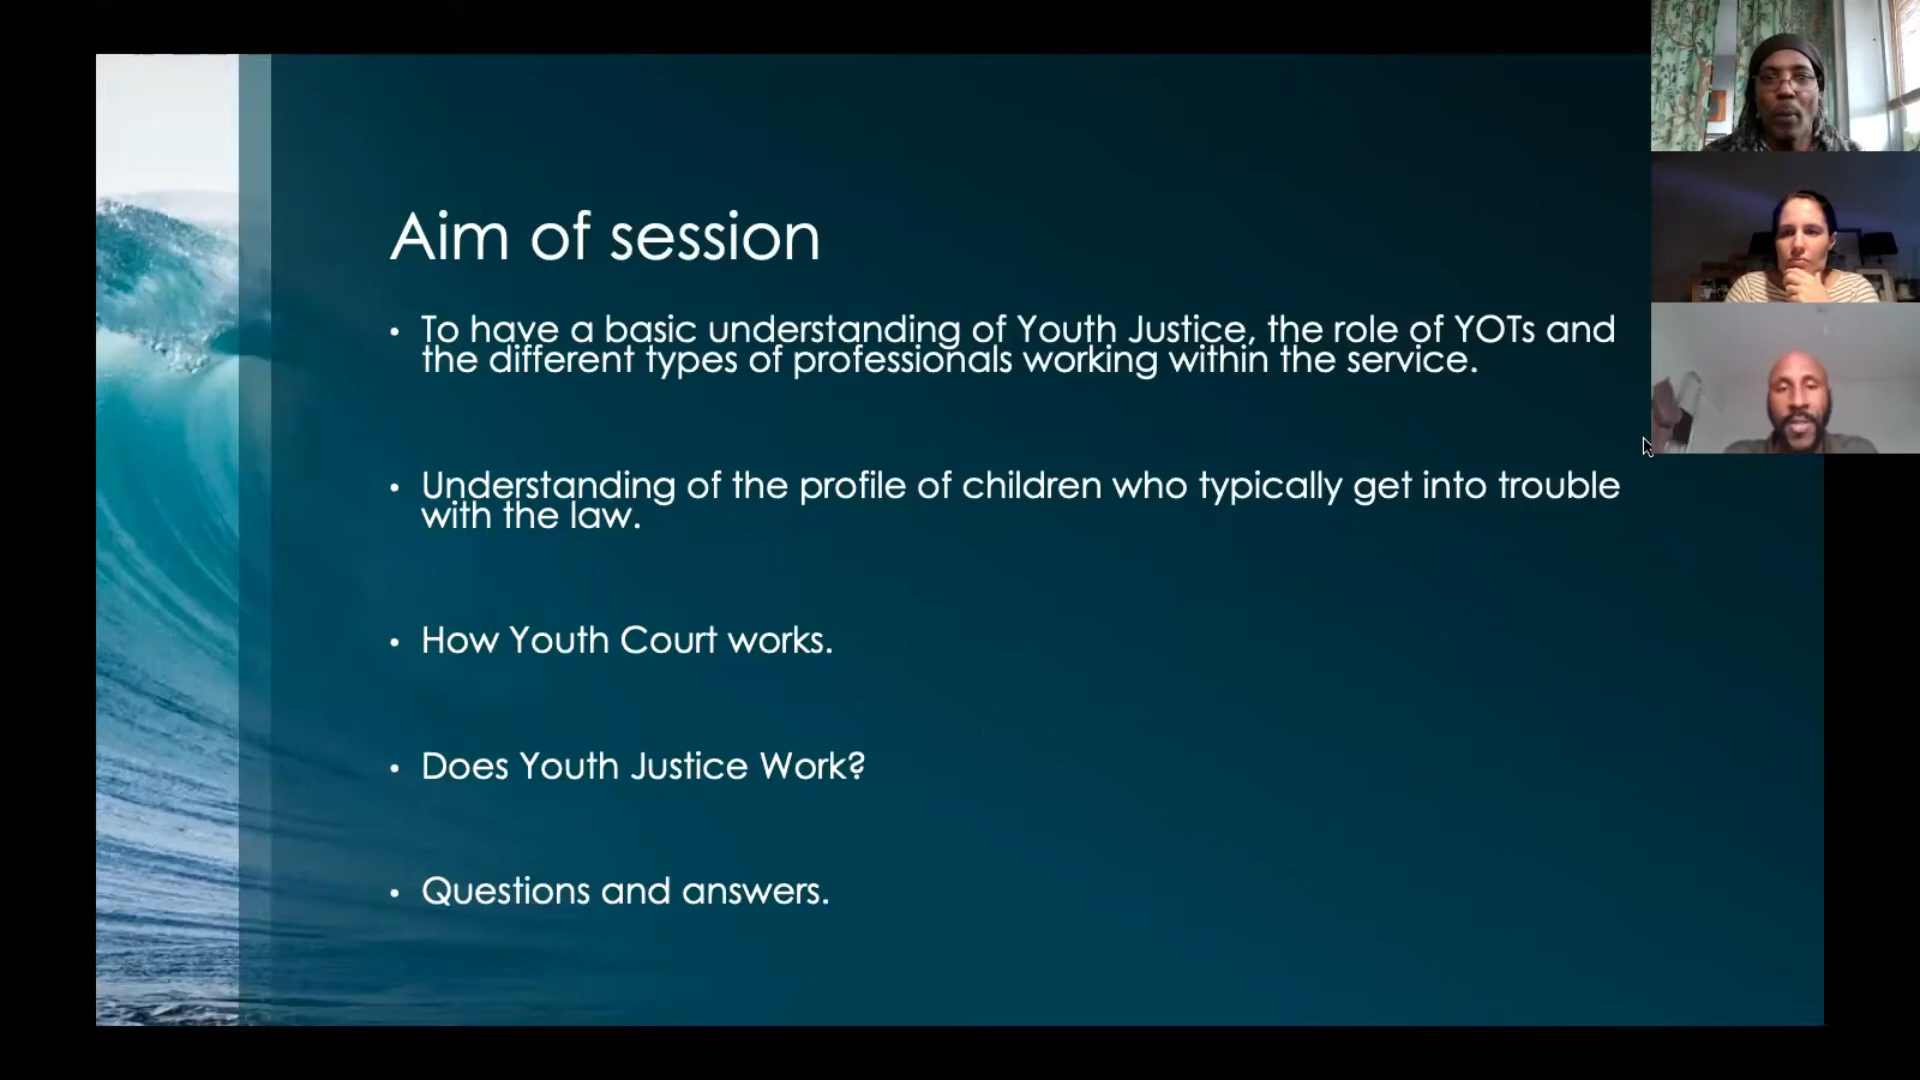 Aim of session
• To have a basic understanding of Youth Justice, the role of YOTs and
the different types of professionals working within the service.
• Understanding of the profile of children who typically get into trouble
with the law.
• How Youth Court works.
• Does Youth Justice Work?
• Questions and answers.